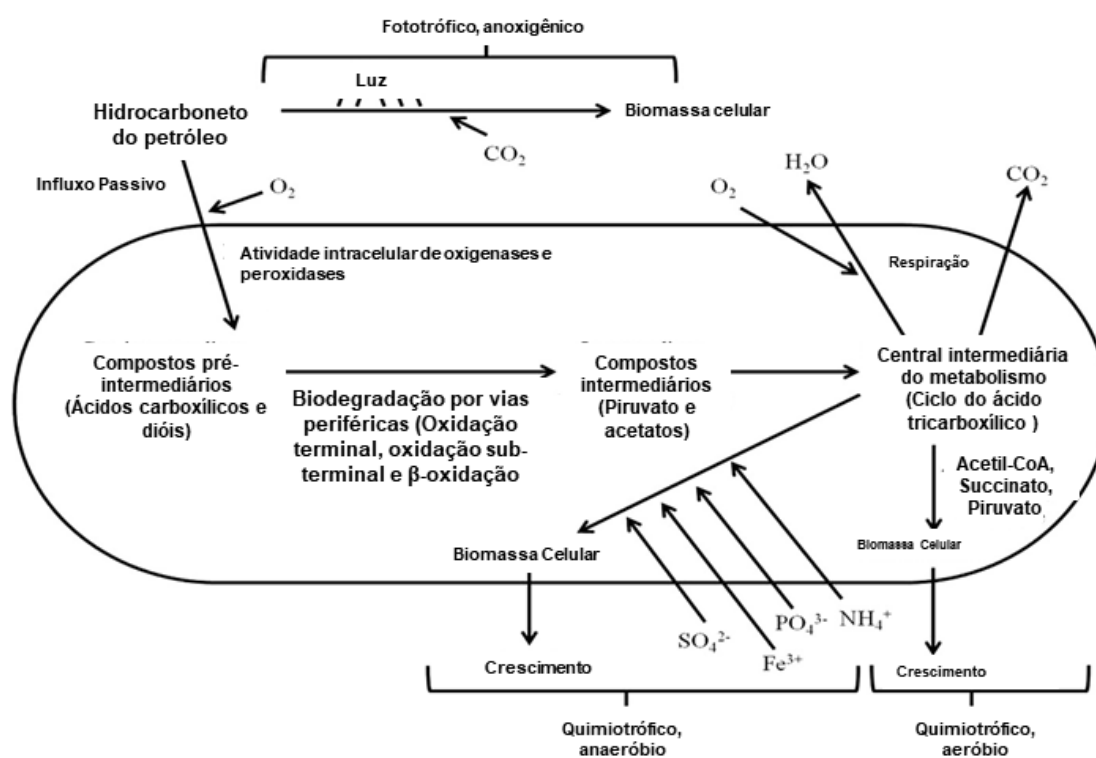 Fototrófico, anoxigênico
Luz
Hidrocarboneto
do petróleo
Biomassa celular
CO₂
Influxo Passivo
O₂
O₂
H₂O
CO₂
Atividade intracelular de oxigenases e
peroxidases
Respiração
Compostos pré-
intermediários
(Ácidos carboxílicos e
dióis)
Biodegradação por vias
periféricas (Oxidação
terminal, oxidação sub-
terminal e β-oxidação
Compostos
intermediários
(Piruvato e
acetatos)
Central intermediária
do metabolismo
(Ciclo do ácido
tricarboxílico )
Acetil-CoA,
Succinato,
Piruvato
Biomassa Celular
Biomassa Celular
SO₄²⁻
Fe³⁺
PO₄³⁻
NH₄⁺
Crescimento
Crescimento
Quimiotrófico,
anaeróbio
Quimiotrófico,
aeróbio